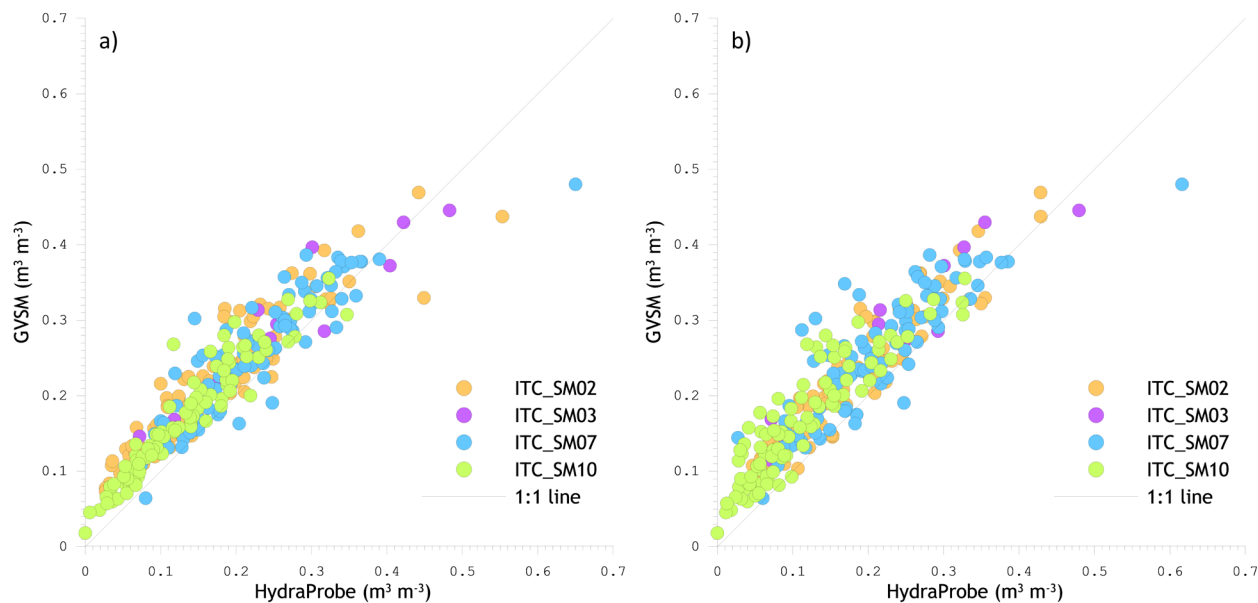 a)
0.7
0.6
0.5
0.4
0.3
0.2
0.1
0
GVSM (m³ m⁻³)
ITC_SM02
ITC_SM03
ITC_SM07
ITC_SM10
1:1 line
0 0.1 0.2 0.3 0.4 0.5 0.6 0.7
HydraProbe (m³ m⁻³)
b)
0.7
0.6
0.5
0.4
0.3
0.2
0.1
0
GVSM (m³ m⁻³)
ITC_SM02
ITC_SM03
ITC_SM07
ITC_SM10
1:1 line
0 0.1 0.2 0.3 0.4 0.5 0.6 0.7
HydraProbe (m³ m⁻³)